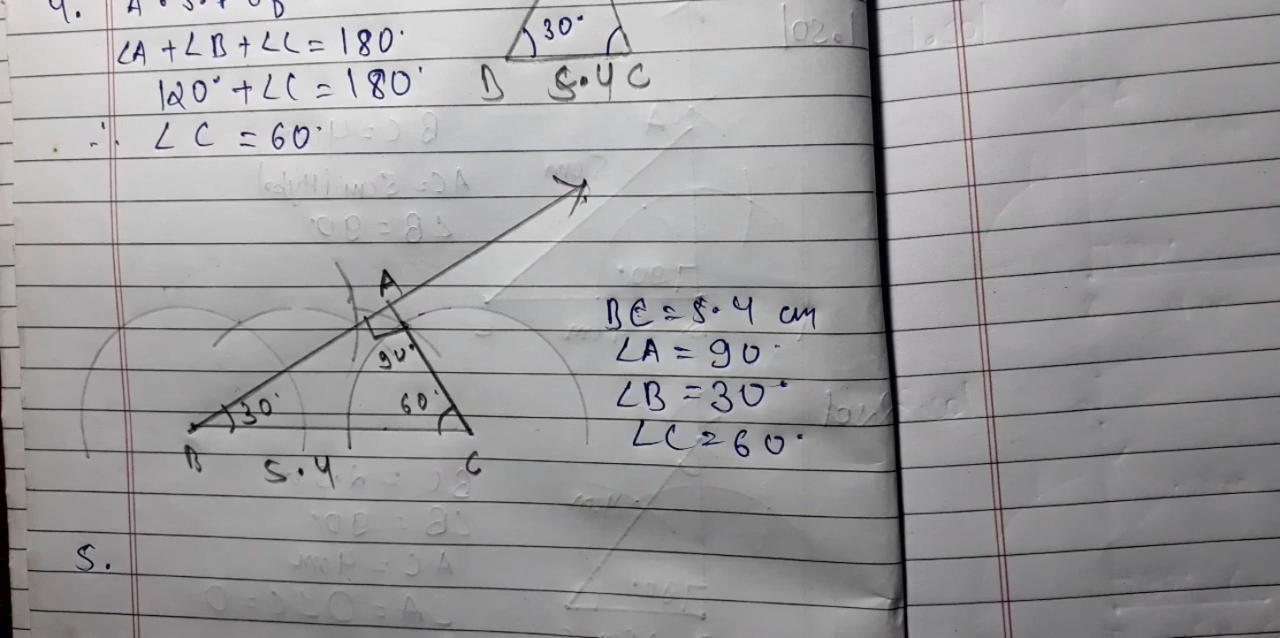 4.
∠A + ∠B + ∠C = 180°
30°
120° + ∠C = 180°
B 5.4 C
∴ ∠C = 60°
A
BC = 5.4 cm
90°
∠A = 90°
30° 60°
∠B = 30°
∠C = 60°
B 5.4 C
5.